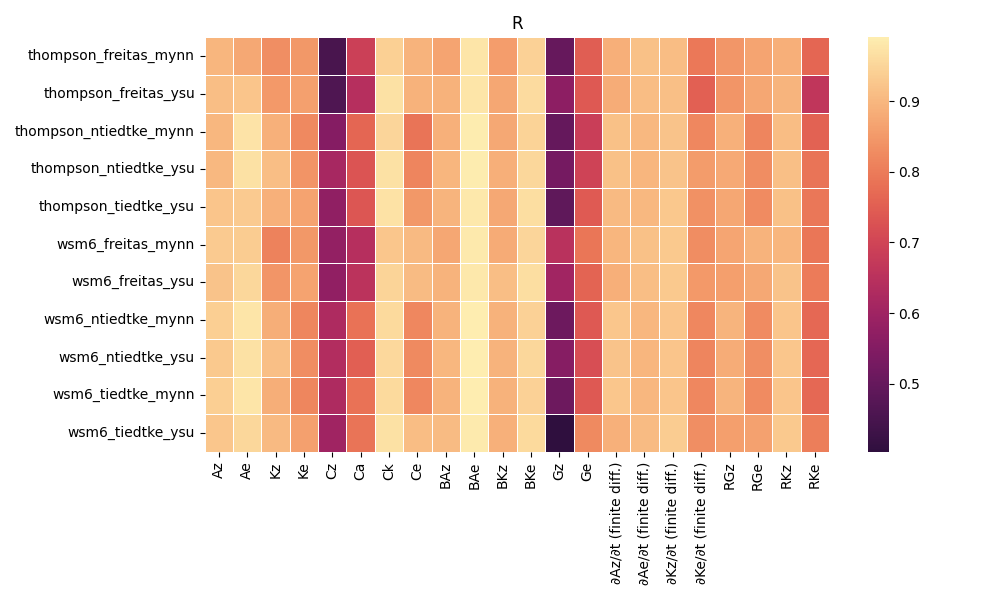 R
thompson_freitas_mynn
thompson_freitas_ysu
thompson_ntiedtke_mynn
thompson_ntiedtke_ysu
thompson_tiedtke_ysu
wsm6_freitas_mynn
wsm6_freitas_ysu
wsm6_ntiedtke_mynn
wsm6_ntiedtke_ysu
wsm6_tiedtke_mynn
wsm6_tiedtke_ysu
Az
Ae
Kz
Ke
Cz
Ca
Ck
Ce
BAz
BAe
BKz
BKe
Gz
Ge
∂Az/∂t (finite diff.)
∂Ae/∂t (finite diff.)
∂Kz/∂t (finite diff.)
∂Ke/∂t (finite diff.)
RGz
RGe
RKz
RKe
0.9
0.8
0.7
0.6
0.5